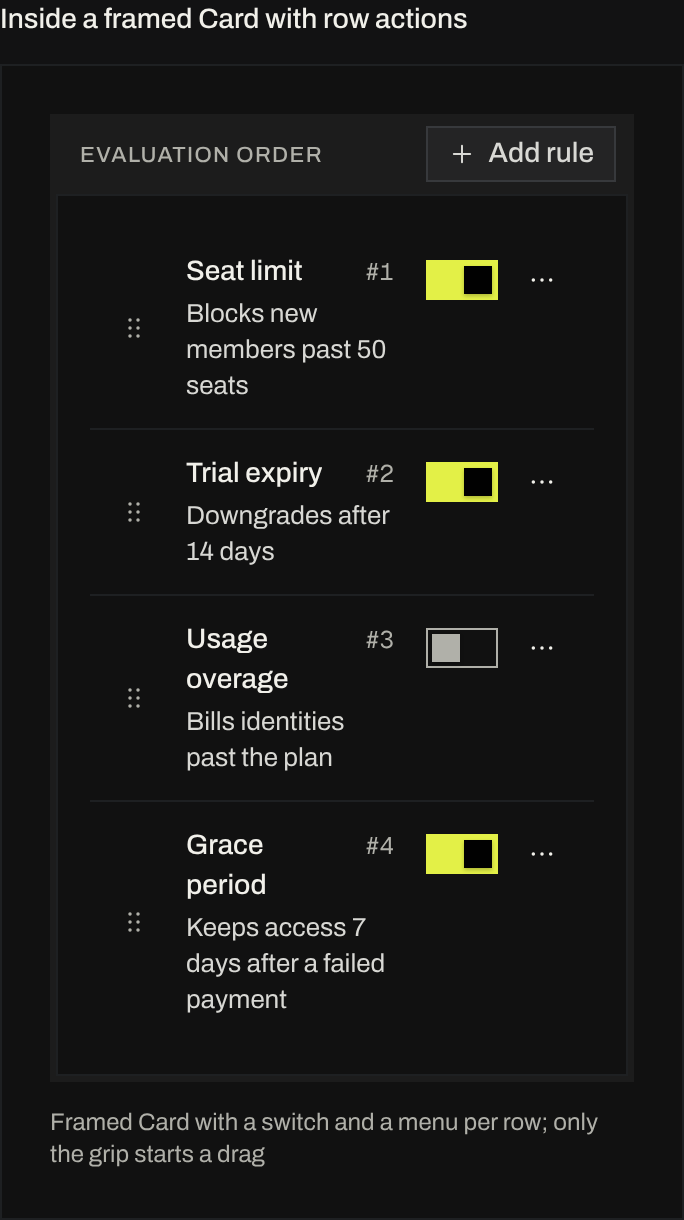 Inside a framed Card with row actions
EVALUATION ORDER
Add rule
Seat limit #1
Blocks new
members past 50
seats
Trial expiry #2
Downgrades after
14 days
Usage #3
overage
Bills identities
past the plan
Grace #4
period
Keeps access 7
days after a failed
payment
Framed Card with a switch and a menu per row; only
the grip starts a drag